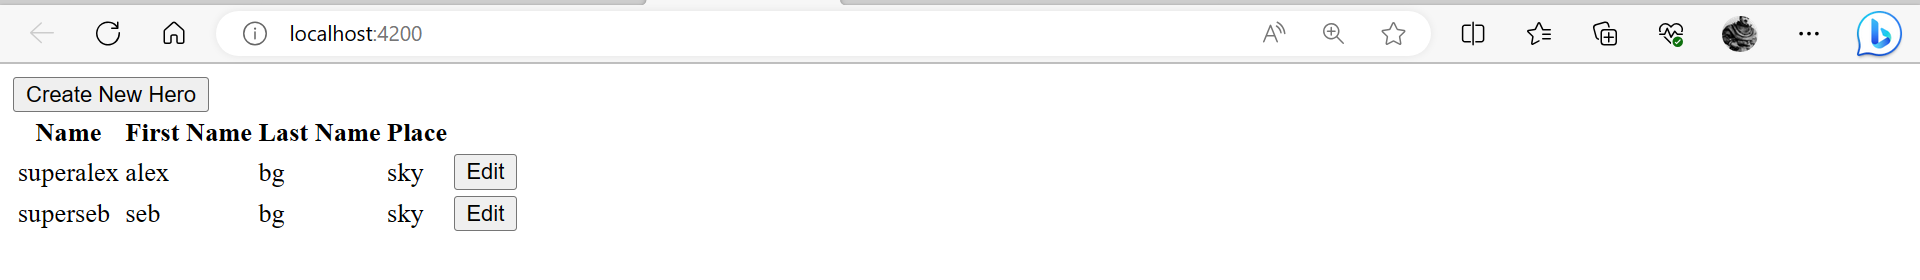 localhost:4200
Create New Hero
Name First Name Last Name Place
superalex alex bg sky Edit
superseb seb bg sky Edit